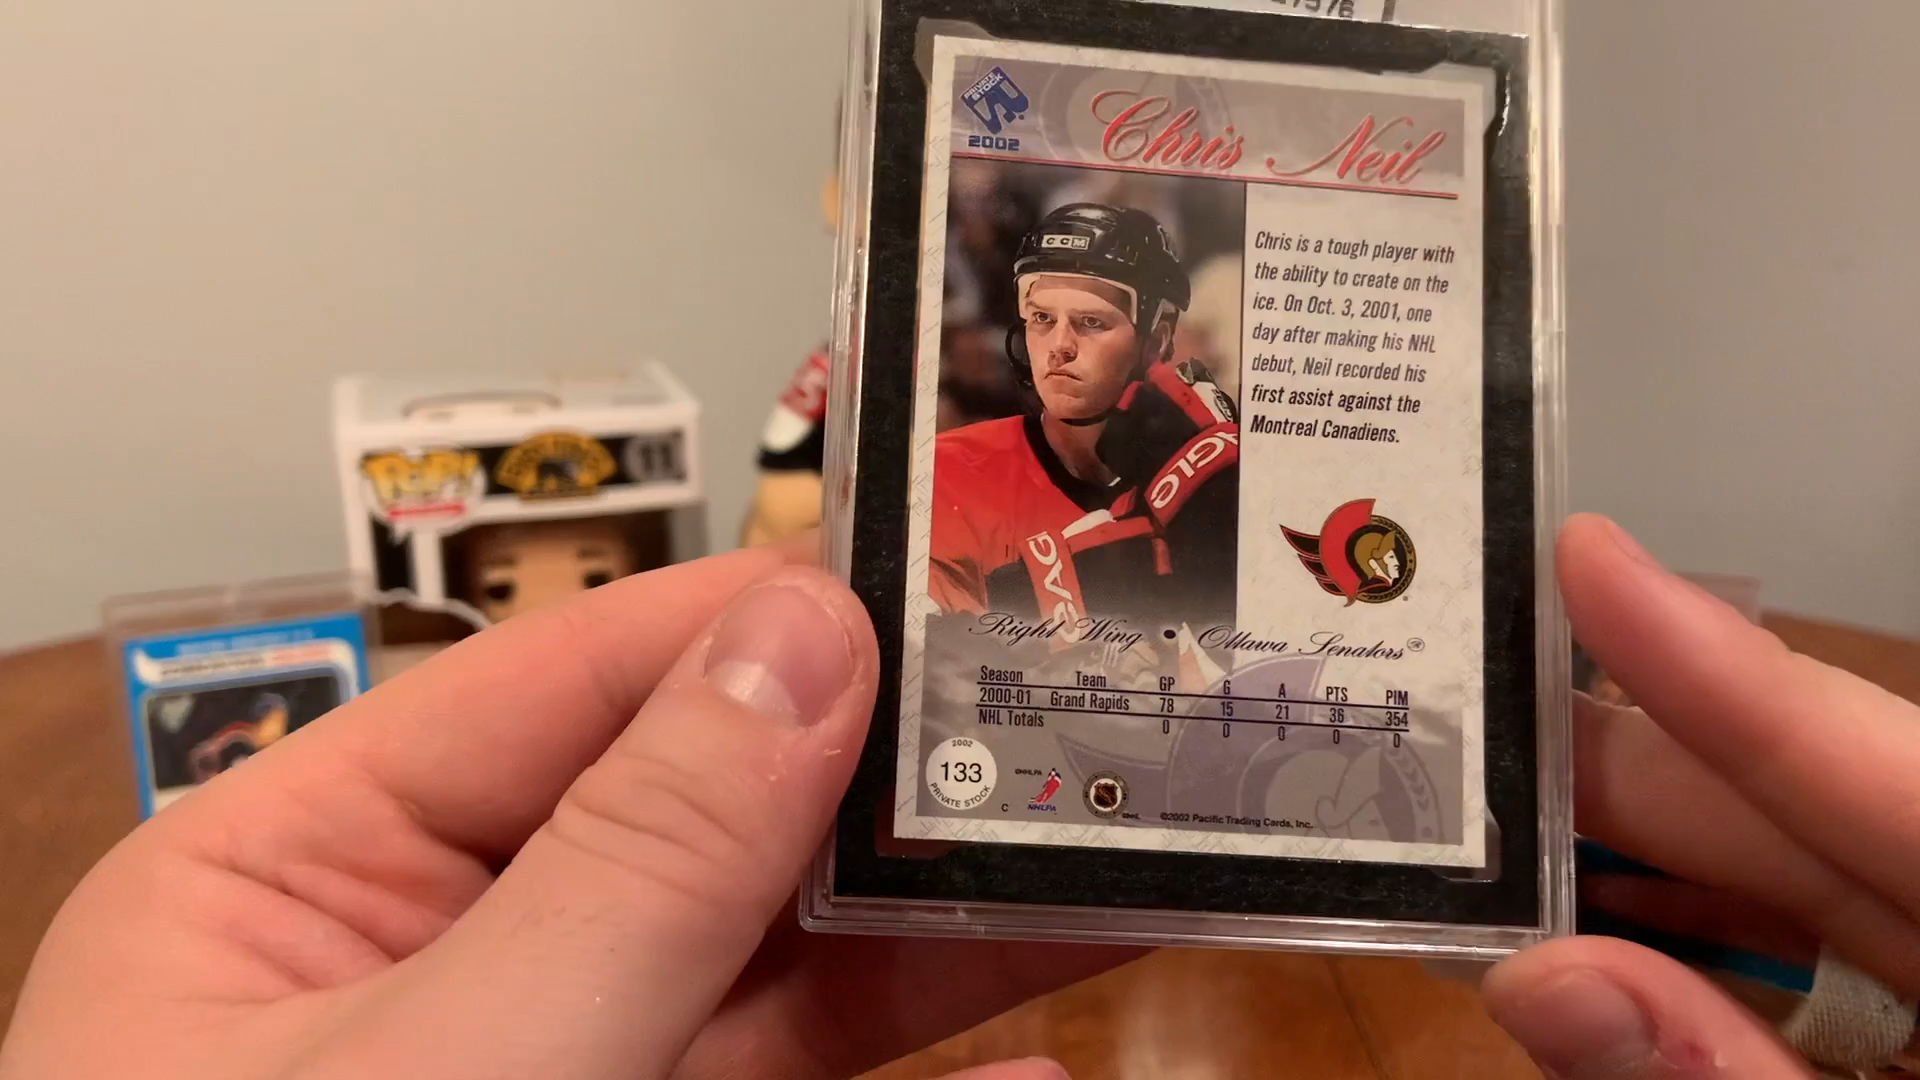 PRIVATE
STOCK
2002
Chris Neil
CCM
Chris is a tough player with
the ability to create on the
ice. On Oct. 3, 2001, one
day after making his NHL
debut, Neil recorded his
first assist against the
Montreal Canadiens.
Right Wing • Ottawa Senators®
Season Team GP G A PTS PIM
2000-01 Grand Rapids 78 15 21 36 354
NHL Totals 0 0 0 0 0
2002
133
PRIVATE STOCK
C
©NHLPA
NHLPA
©2002 Pacific Trading Cards, Inc.
POP!